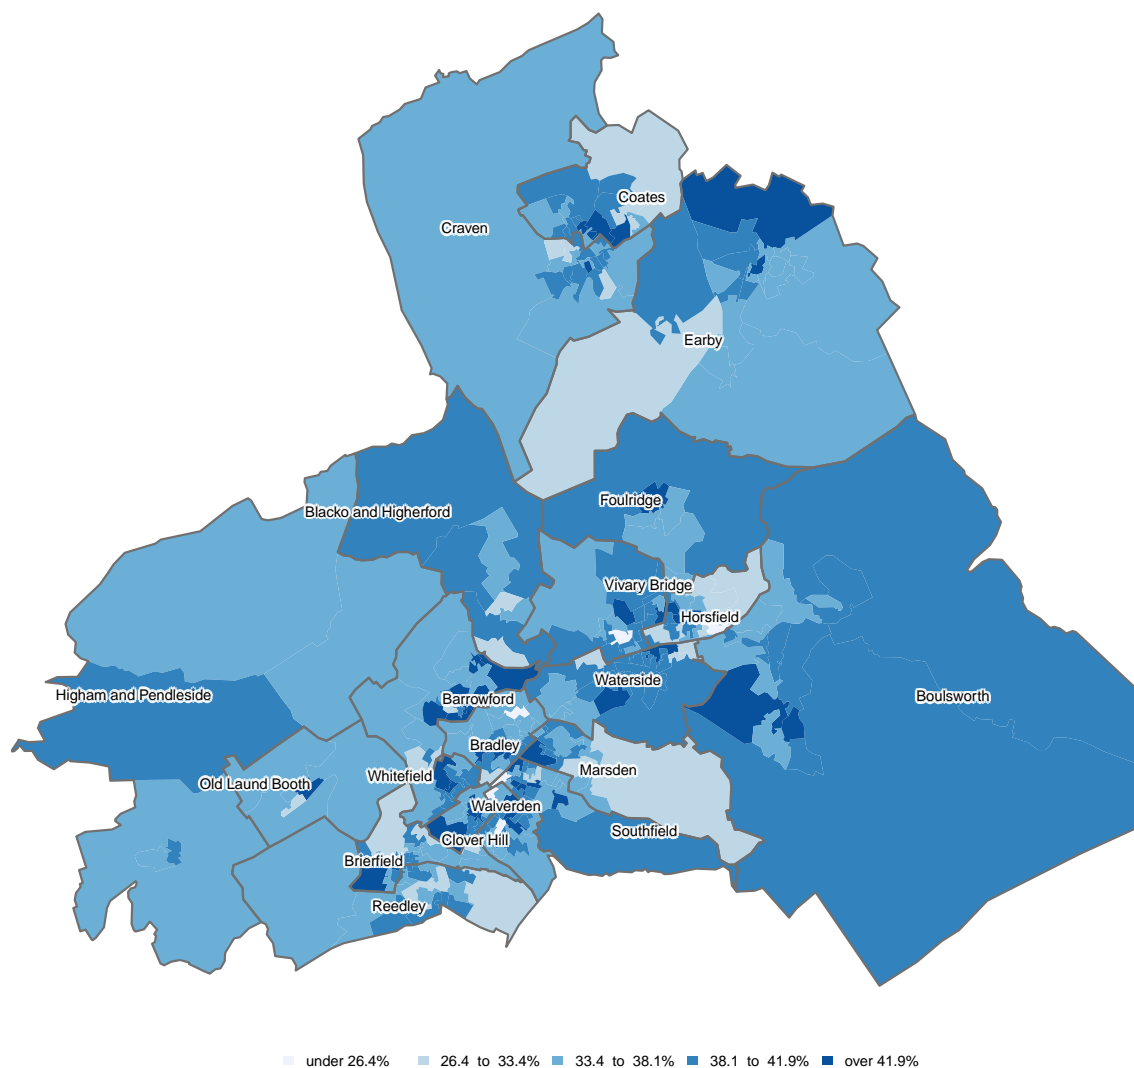 Coates
Craven
Earby
Foulridge
Blacko and Higherford
Vivary Bridge
Horsfield
Waterside
Higham and Pendleside
Boulsworth
Barrowford
Bradley
Marsden
Whitefield
Old Laund Booth
Walverden
Southfield
Clover Hill
Brierfield
Reedley
under 26.4% 26.4 to 33.4% 33.4 to 38.1% 38.1 to 41.9% over 41.9%